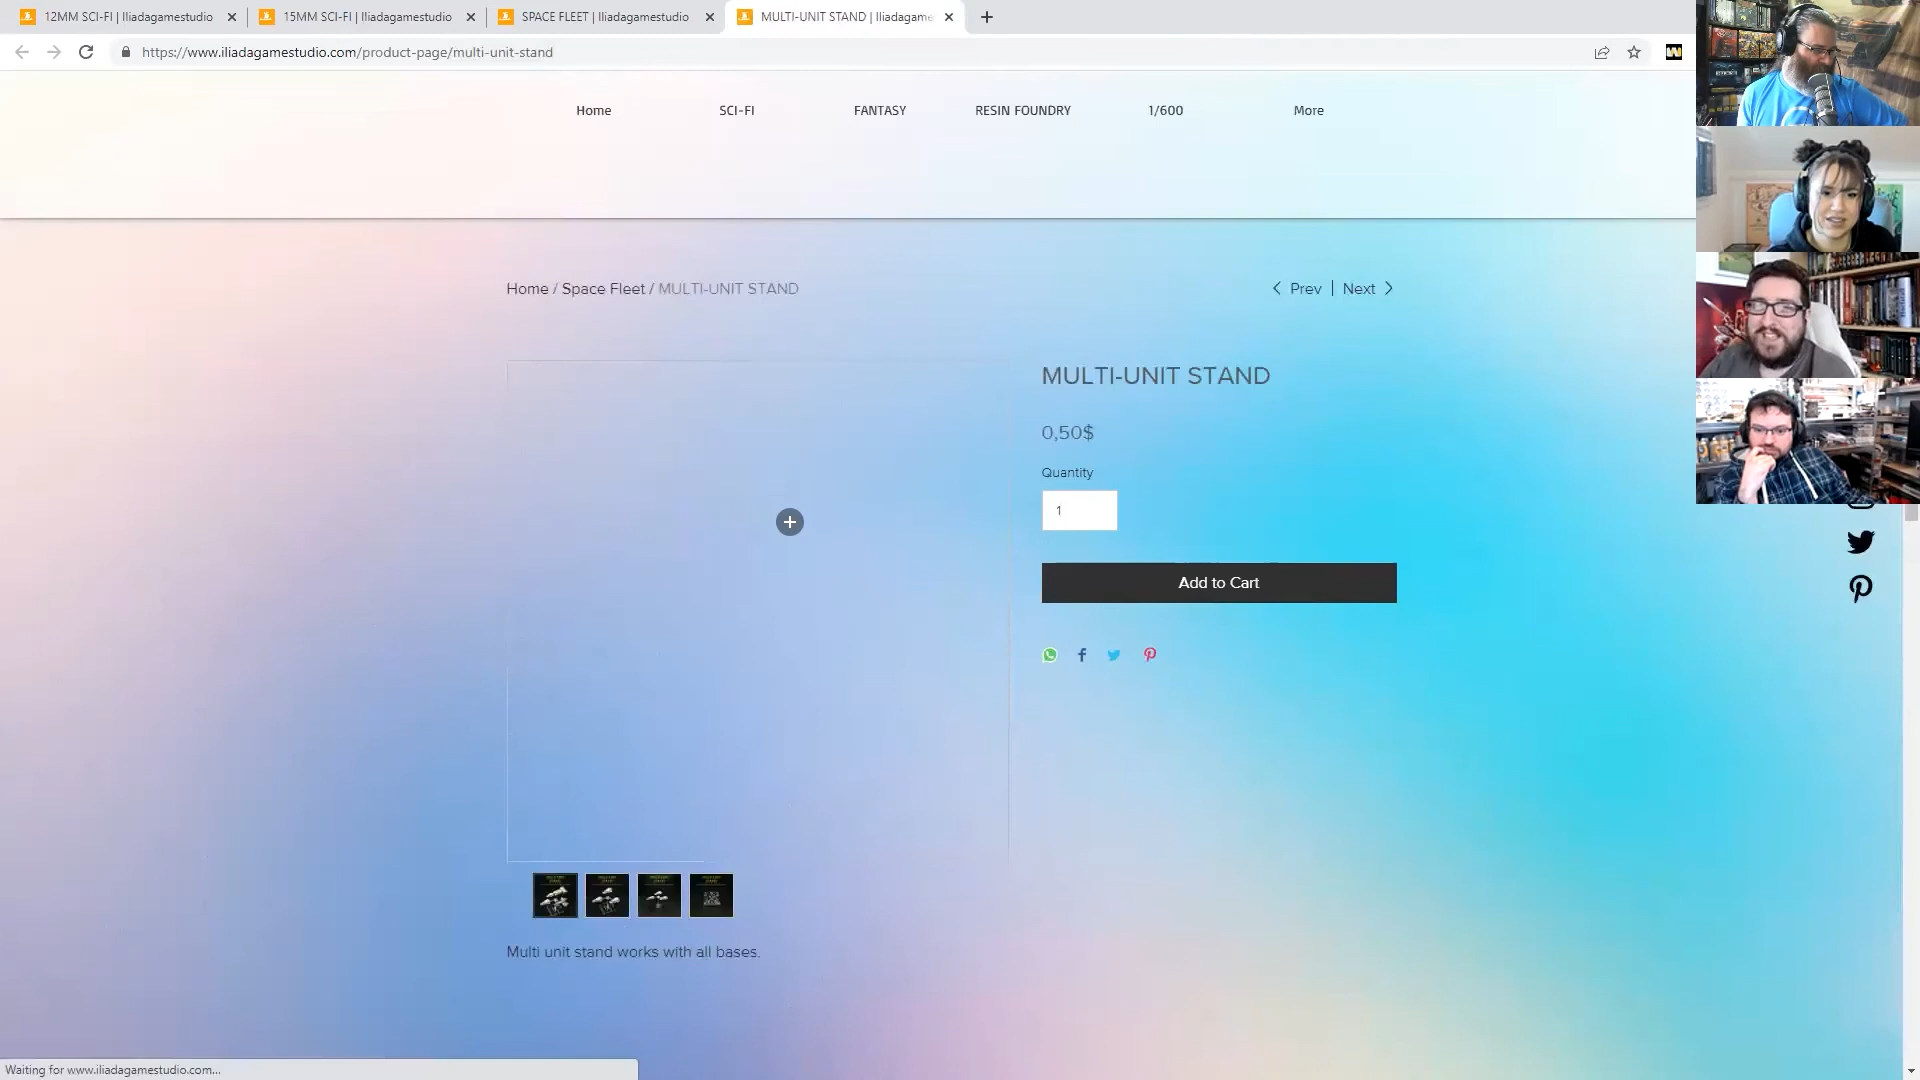 12MM SCI-FI | Iliadagamestudio
15MM SCI-FI | Iliadagamestudio
SPACE FLEET | Iliadagamestudio
MULTI-UNIT STAND | Iliadagame
https://www.iliadagamestudio.com/product-page/multi-unit-stand
Home
SCI-FI
FANTASY
RESIN FOUNDRY
1/600
More
Home / Space Fleet / MULTI-UNIT STAND
Prev | Next
MULTI-UNIT STAND
0,50$
Quantity
1
Add to Cart
Multi unit stand works with all bases.
Waiting for www.iliadagamestudio.com...